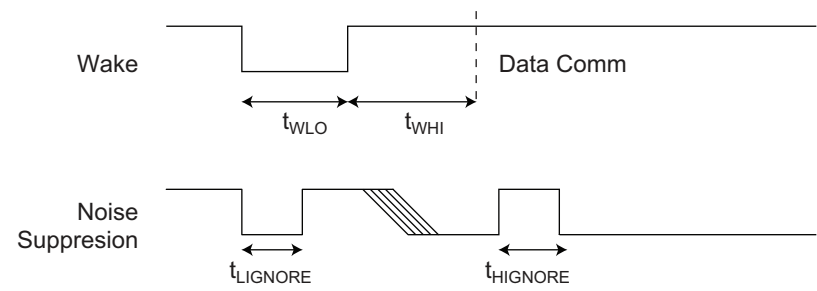 Wake
Data Comm
tWLO
tWHI
Noise
Suppresion
tLIGNORE
tHIGNORE